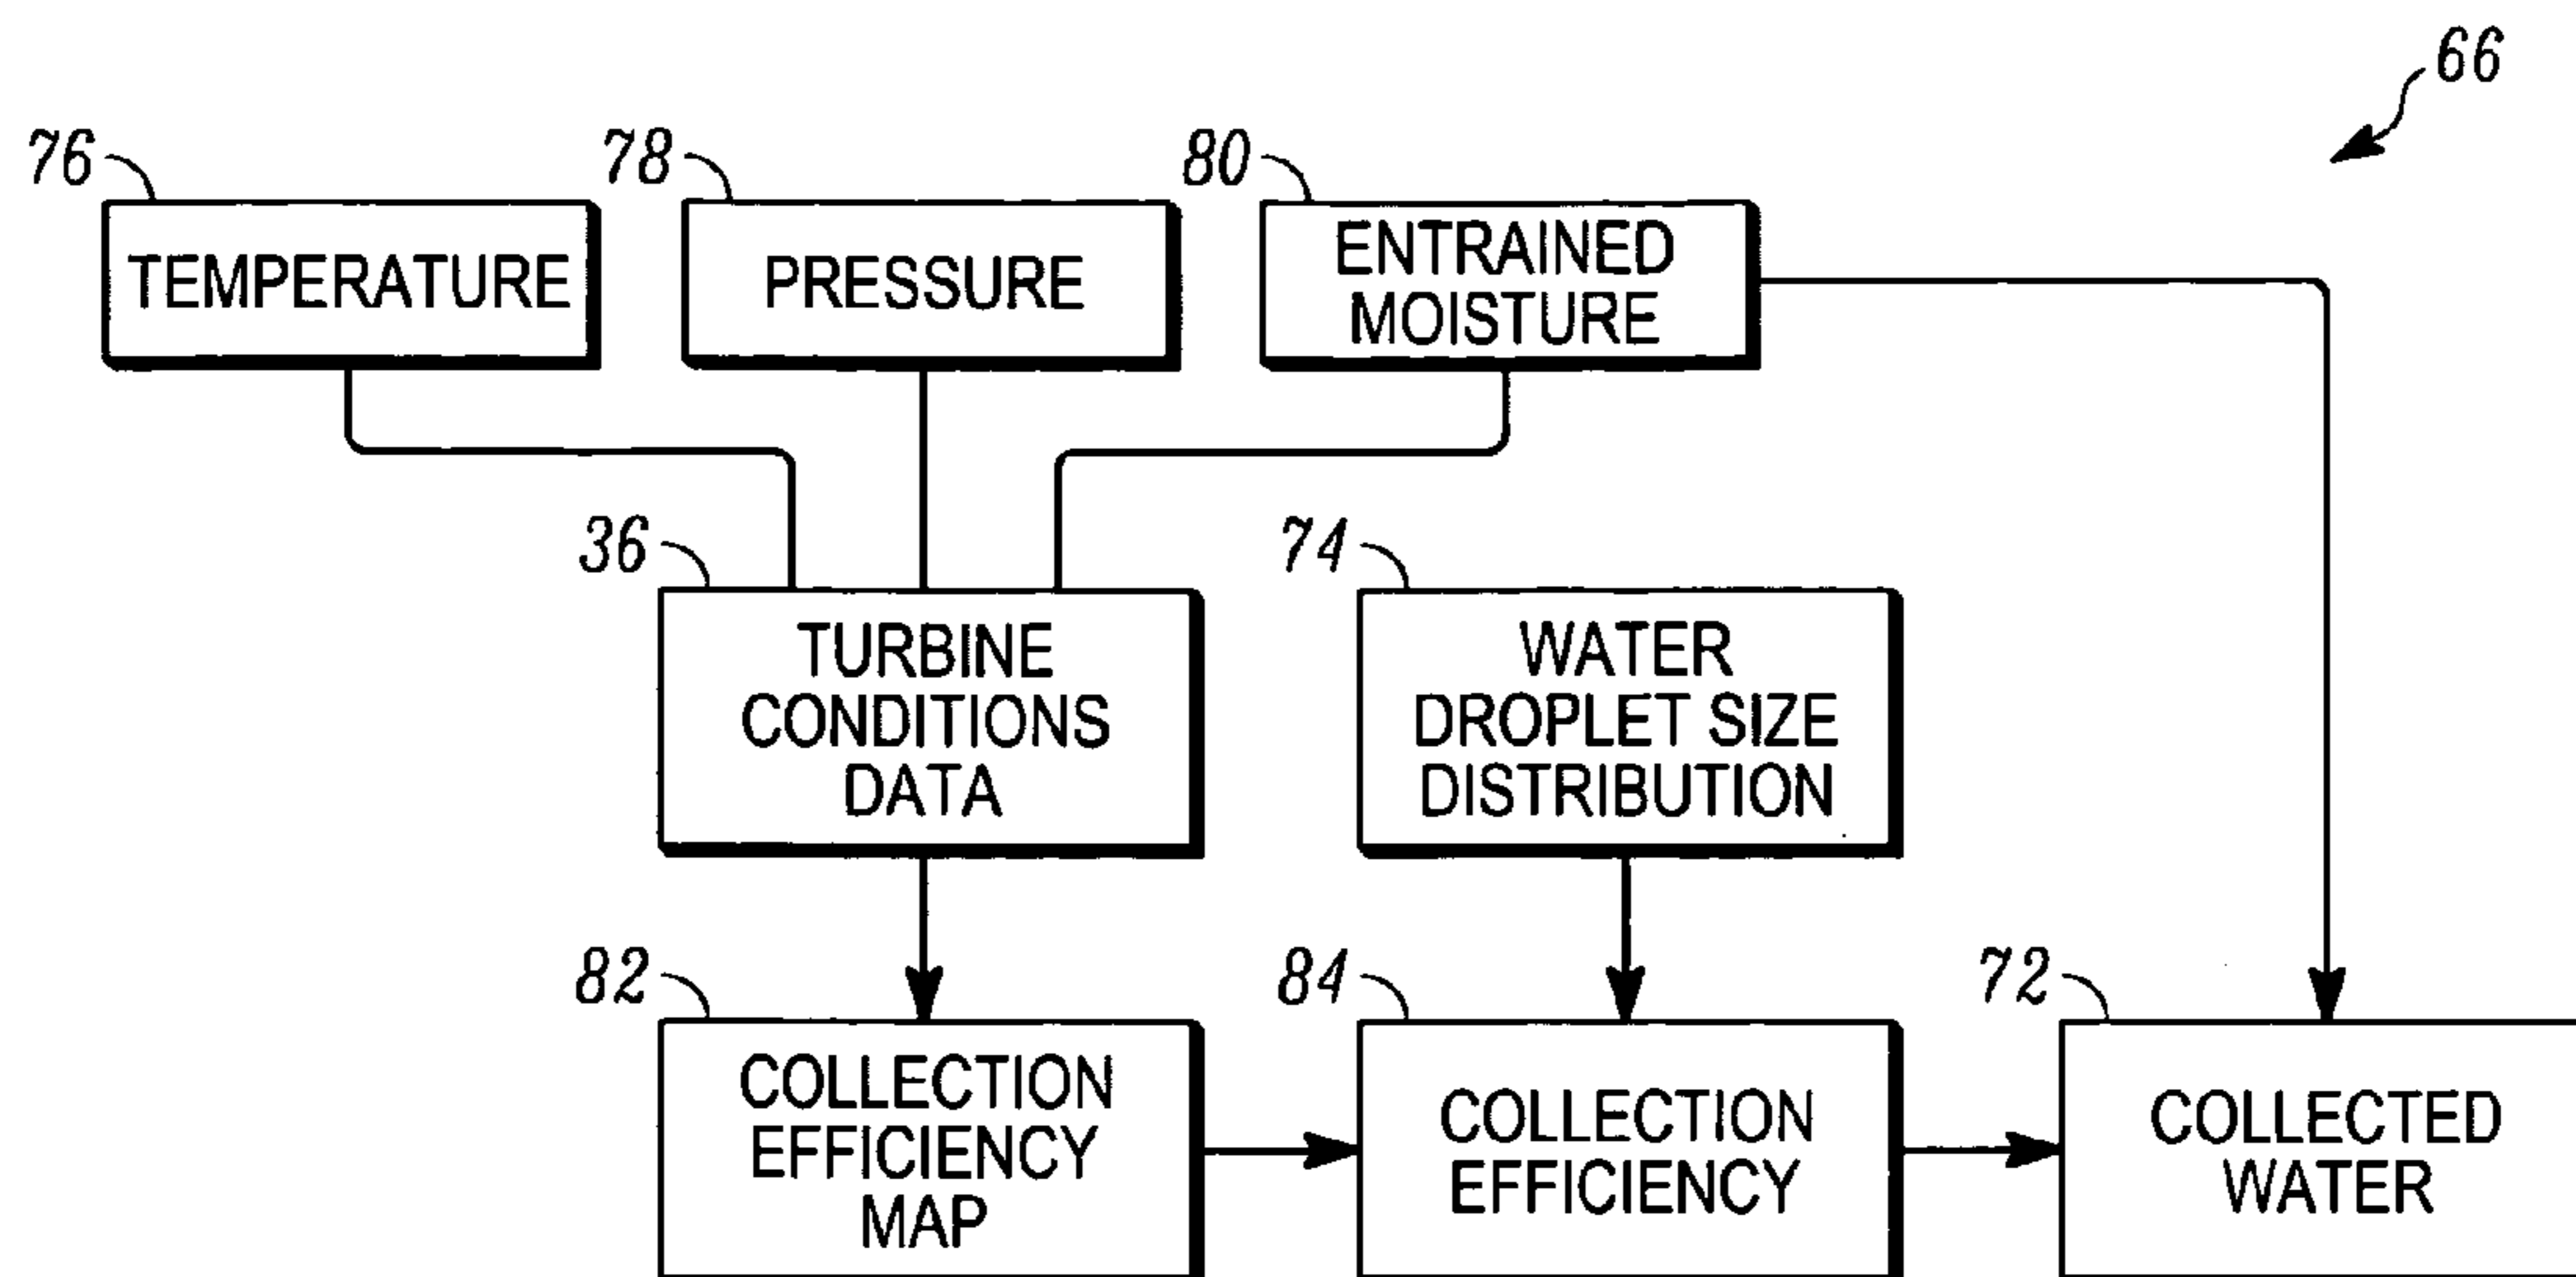 66
76
78
80
TEMPERATURE
PRESSURE
ENTRAINED
MOISTURE
36
74
TURBINE
CONDITIONS
DATA
WATER
DROPLET SIZE
DISTRIBUTION
82
84
72
COLLECTION
EFFICIENCY
MAP
COLLECTION
EFFICIENCY
COLLECTED
WATER